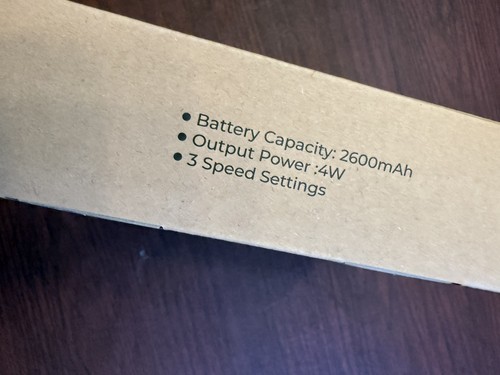 • Battery Capacity: 2600mAh
• Output Power :4W
• 3 Speed Settings